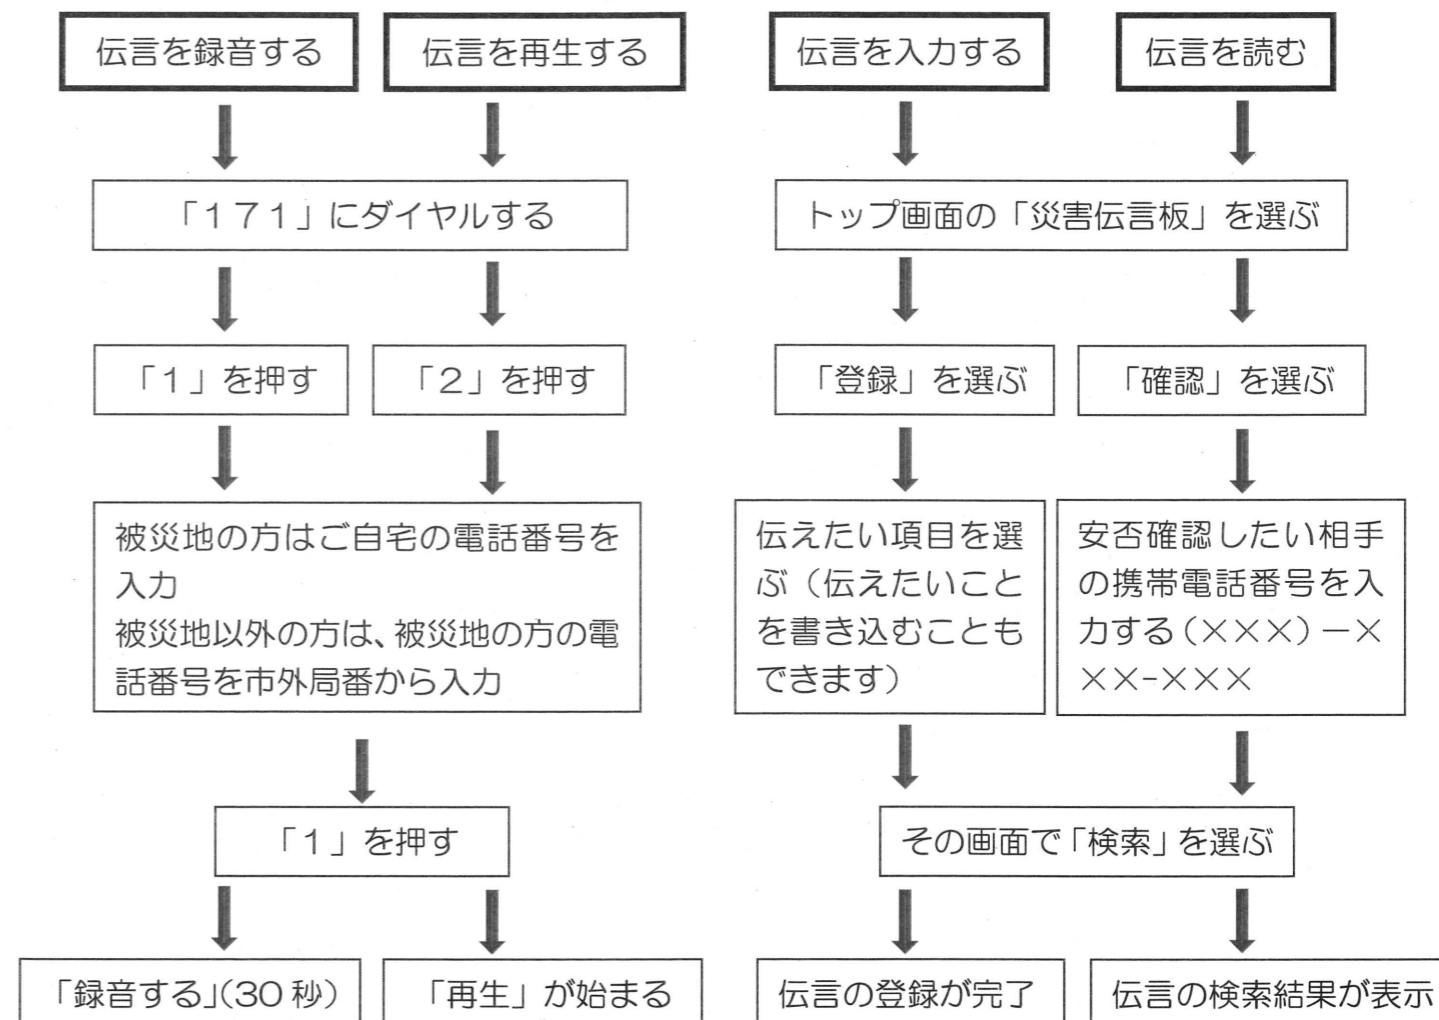 伝言を録音する
伝言を再生する
伝言を入力する
伝言を読む
「171」にダイヤルする
トップ画面の「災害伝言板」を選ぶ
「1」を押す
「2」を押す
「登録」を選ぶ
「確認」を選ぶ
被災地の方はご自宅の電話番号を
入力
被災地以外の方は、被災地の方の電
話番号を市外局番から入力
伝えたい項目を選
ぶ（伝えたいこと
を書き込むことも
できます）
安否確認したい相手
の携帯電話番号を入
力する（×××）－×
××-×××
「1」を押す
その画面で「検索」を選ぶ
「録音する」（30秒）
「再生」が始まる
伝言の登録が完了
伝言の検索結果が表示